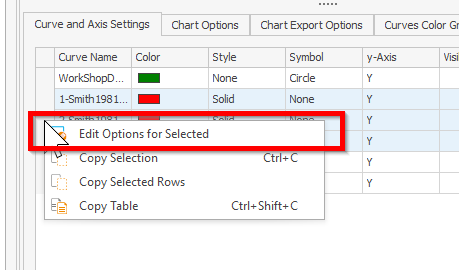 Curve and Axis Settings Chart Options Chart Export Options Curves Color Gr
Curve Name Color Style Symbol y-Axis Visi
WorkShopD... None Circle Y
1-Smith1981... Solid None Y
2-Smith1981... Solid None Y
Edit Options for Selected Y
Copy Selection Ctrl+C Y
Copy Selected Rows Y
Copy Table Ctrl+Shift+C